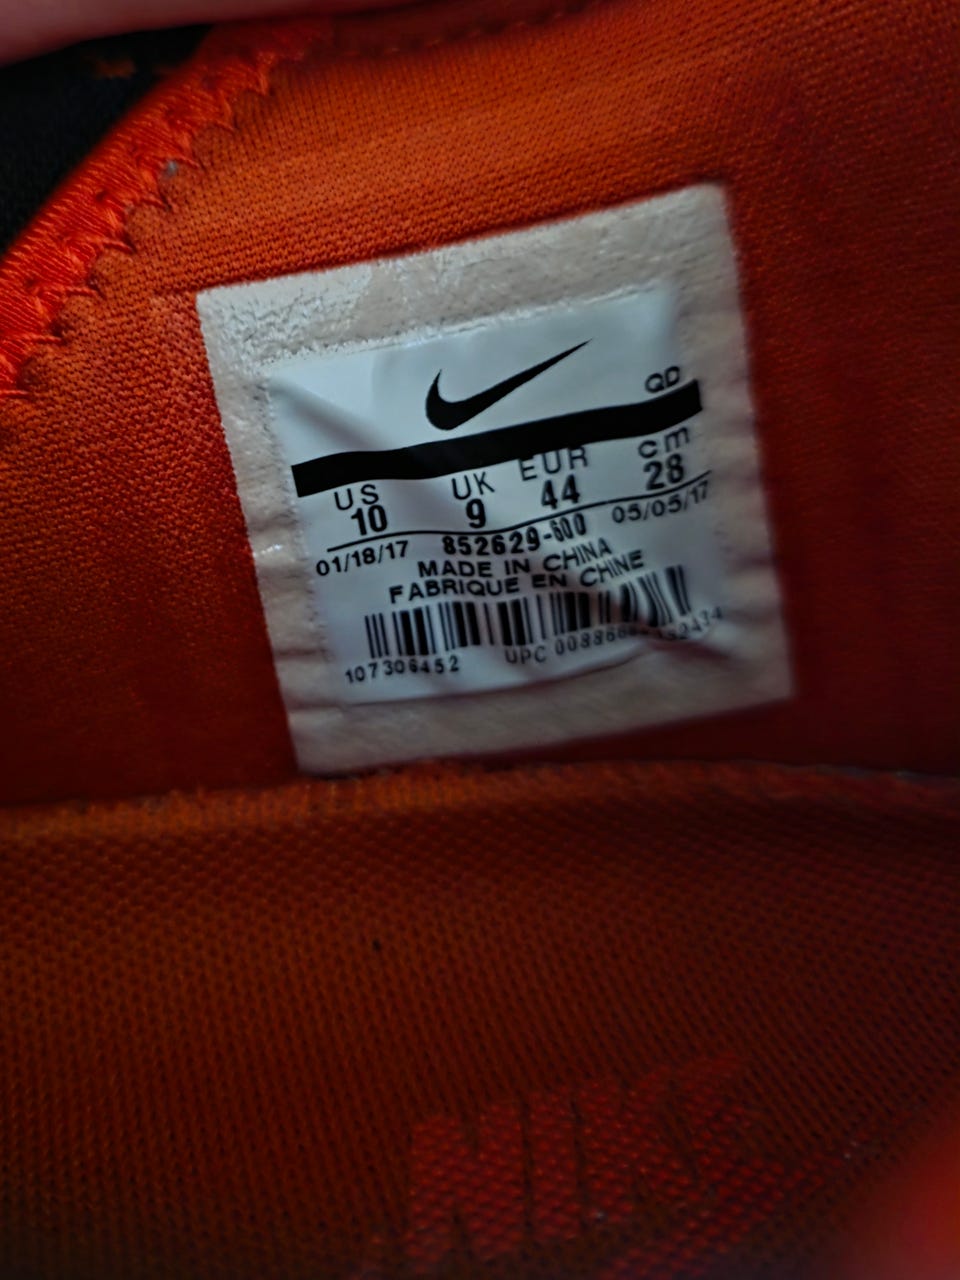 QD
US UK EUR cm
10 9 44 28
01/18/17 852629-600 05/05/17
MADE IN CHINA
FABRIQUE EN CHINE
107306452 UPC
NIKE